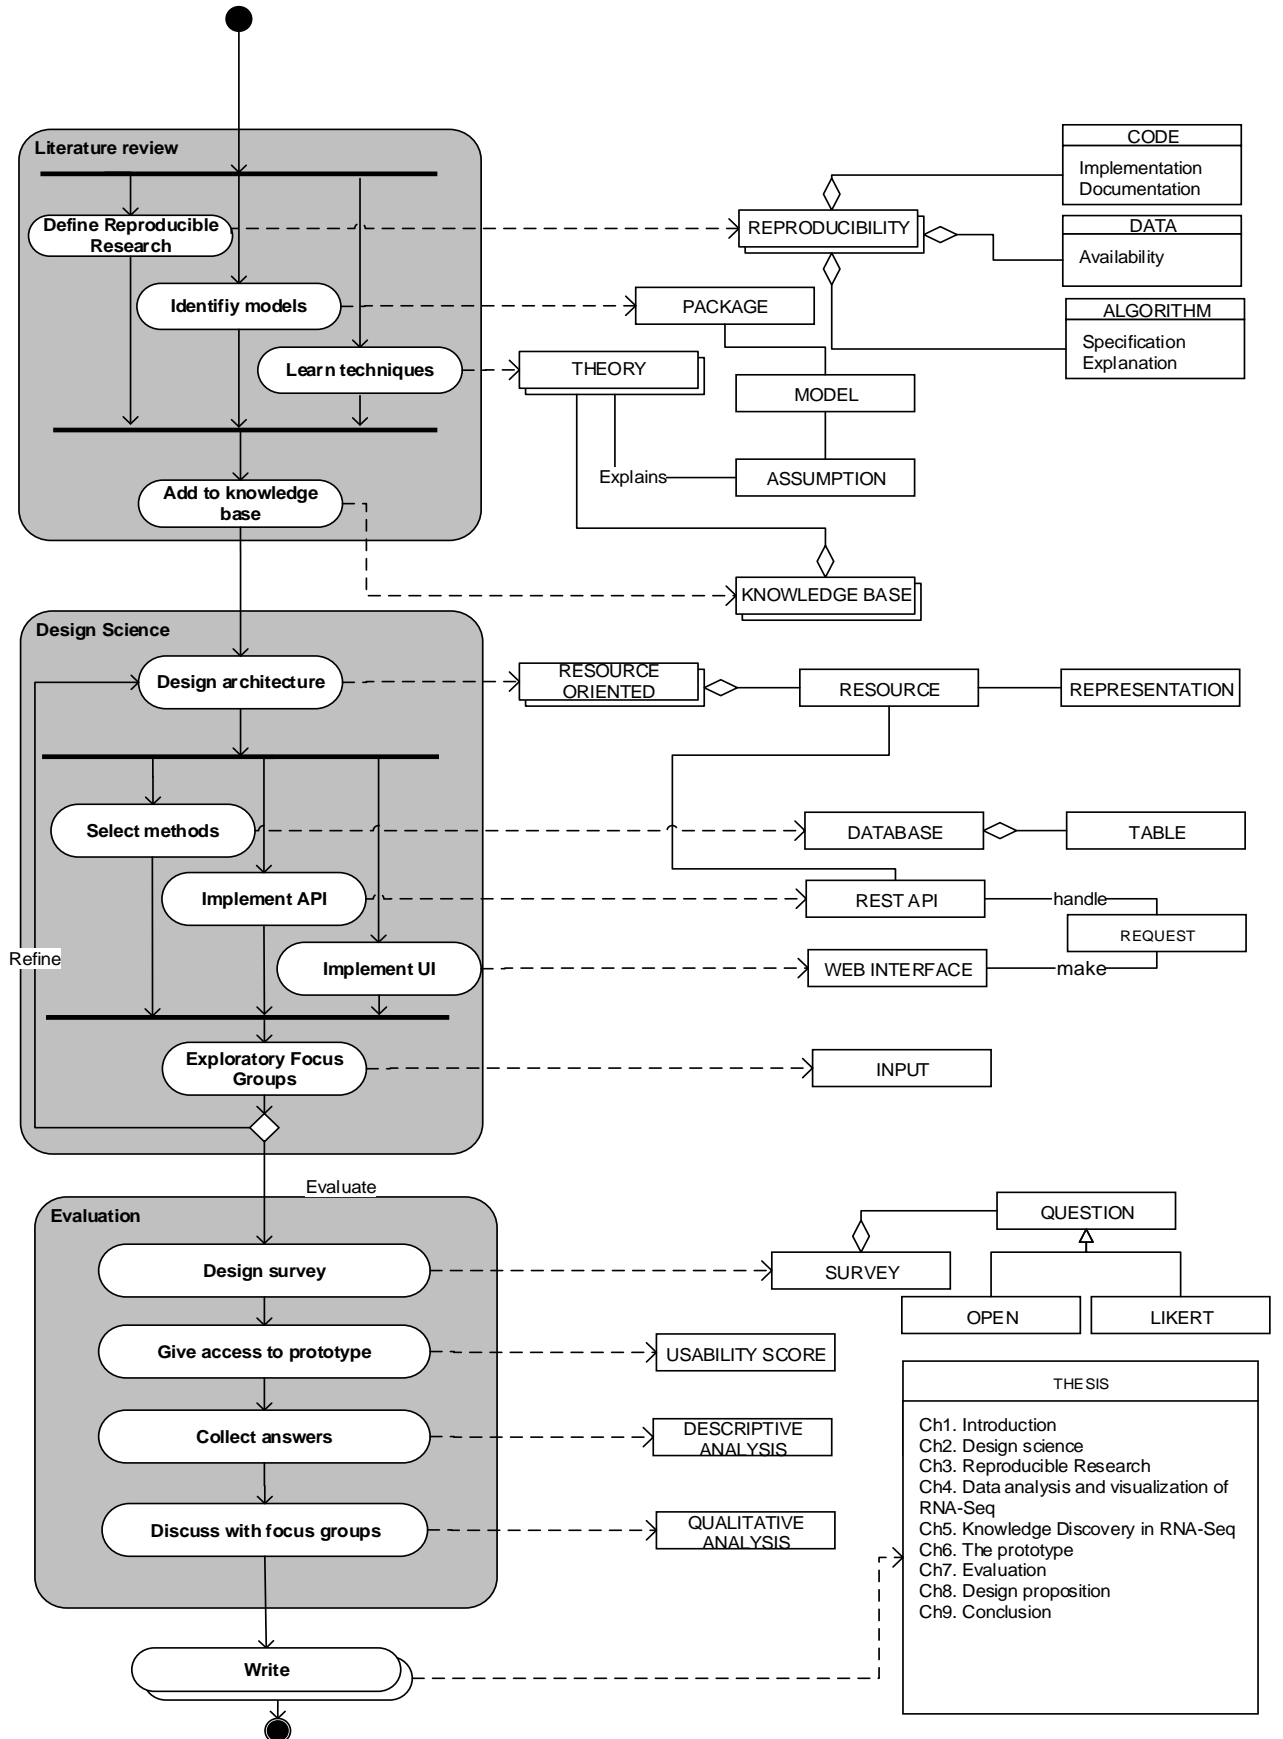 Literature review
CODE
Implementation
Documentation
Define Reproducible
Research
REPRODUCIBILITY
DATA
Availability
Identifiy models
PACKAGE
ALGORITHM
Specification
Explanation
Learn techniques
THEORY
MODEL
Explains
ASSUMPTION
Add to knowledge
base
KNOWLEDGE BASE
Design Science
Design architecture
RESOURCE
ORIENTED
RESOURCE
REPRESENTATION
Select methods
DATABASE
TABLE
Implement API
REST API
handle
REQUEST
Refine
Implement UI
WEB INTERFACE
make
Exploratory Focus
Groups
INPUT
Evaluate
Evaluation
QUESTION
Design survey
SURVEY
OPEN
LIKERT
Give access to prototype
USABILITY SCORE
THESIS
Ch1. Introduction
Ch2. Design science
Ch3. Reproducible Research
Ch4. Data analysis and visualization of
RNA-Seq
Ch5. Knowledge Discovery in RNA-Seq
Ch6. The prototype
Ch7. Evaluation
Ch8. Design proposition
Ch9. Conclusion
Collect answers
DESCRIPTIVE
ANALYSIS
Discuss with focus groups
QUALITATIVE
ANALYSIS
Write